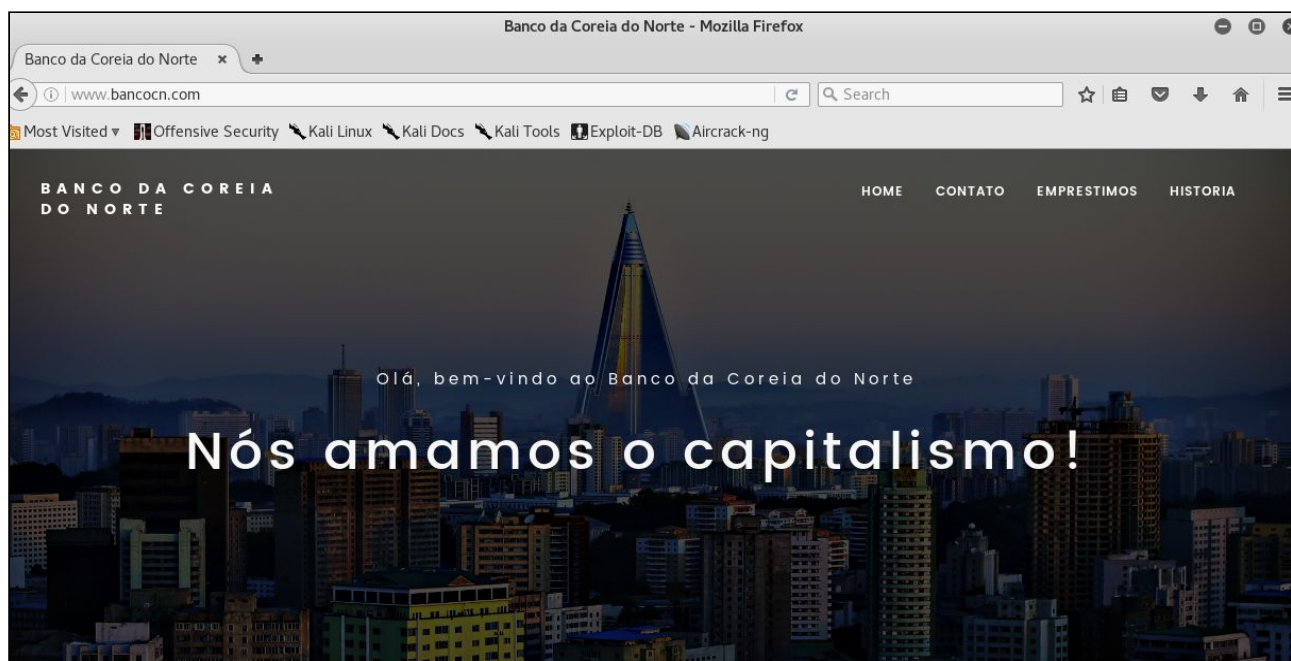 Banco da Coreia do Norte - Mozilla Firefox
Banco da Coreia do Norte
www.bancocn.com
Search
Most Visited Offensive Security Kali Linux Kali Docs Kali Tools Exploit-DB Aircrack-ng
BANCO DA COREIA
DO NORTE
HOME CONTATO EMPRESTIMOS HISTORIA
Olá, bem-vindo ao Banco da Coreia do Norte
Nós amamos o capitalismo!